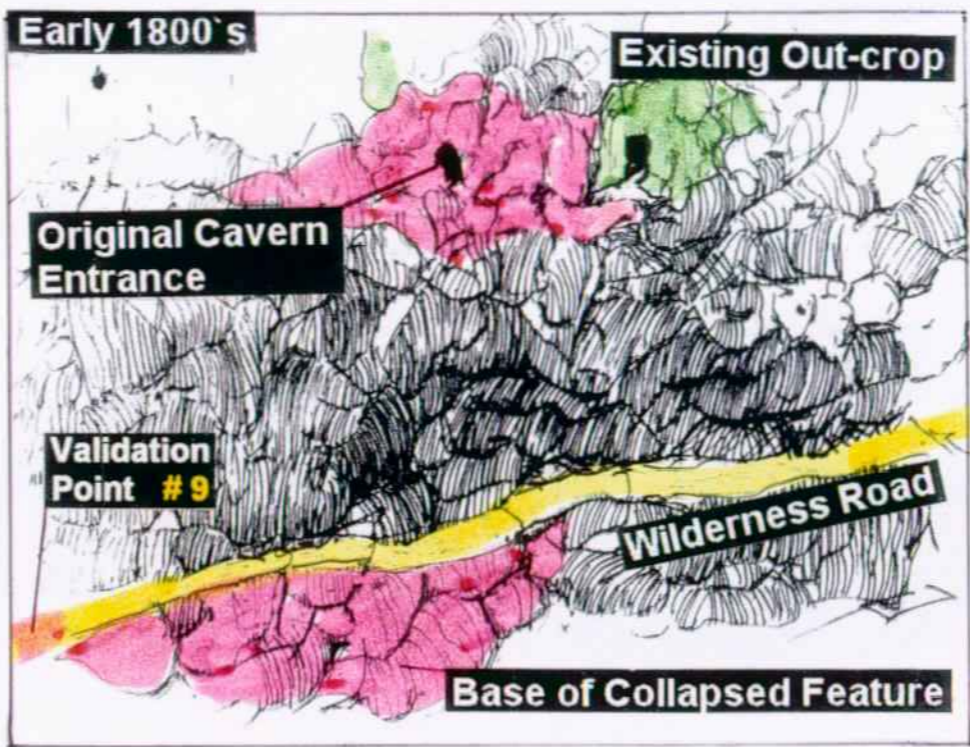 Early 1800`s
Existing Out-crop
Original Cavern
Entrance
Validation
Point # 9
Wilderness Road
Base of Collapsed Feature